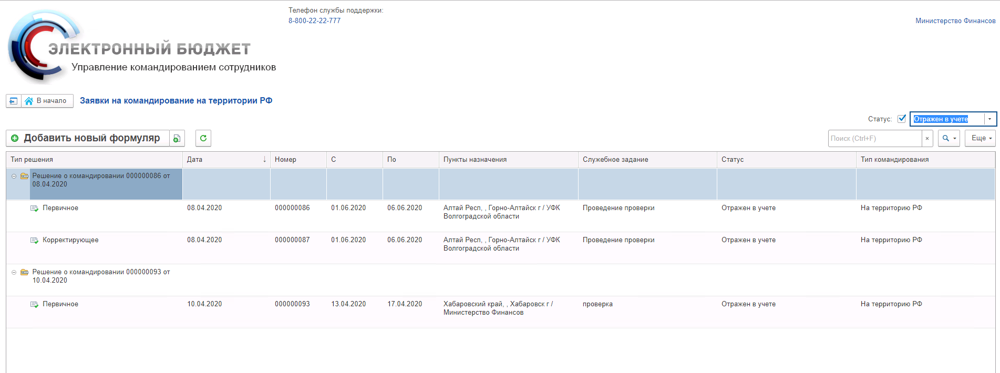 Телефон службы поддержки:
8-800-22-22-777
Министерство Финансов
ЭЛЕКТРОННЫЙ БЮДЖЕТ
Управление командированием сотрудников
В начало
Заявки на командирование на территории РФ
Статус: Отражен в учете
Добавить новый формуляр
Поиск (Ctrl+F) × Еще
Тип решения Дата ↓ Номер С По Пункты назначения Служебное задание Статус Тип командирования
Решение о командировании 000000086 от
08.04.2020
Первичное 08.04.2020 000000086 01.06.2020 06.06.2020 Алтай Респ, , Горно-Алтайск г / УФК Проведение проверки Отражен в учете На территорию РФ
Волгоградской области
Корректирующее 08.04.2020 000000087 01.06.2020 06.06.2020 Алтай Респ, , Горно-Алтайск г / УФК Проведение проверки Отражен в учете На территорию РФ
Волгоградской области
Решение о командировании 000000093 от
10.04.2020
Первичное 10.04.2020 000000093 13.04.2020 17.04.2020 Хабаровский край, , Хабаровск г / проверка Отражен в учете На территорию РФ
Министерство Финансов